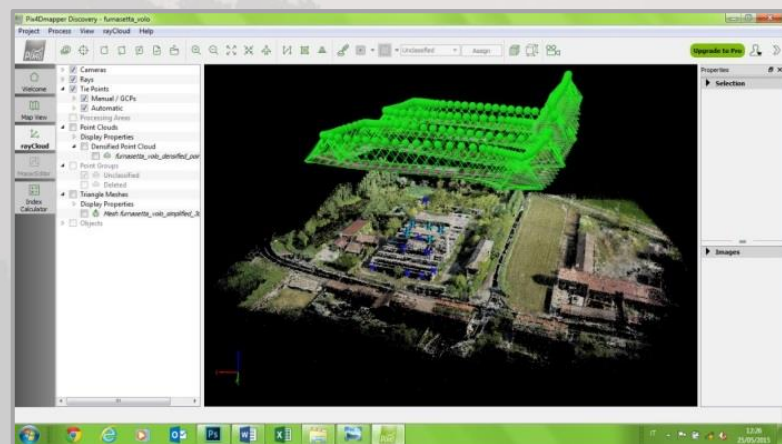 Pix4Dmapper Discovery - furnasetta_volo
Project Process View rayCloud Help
Unclassified Assign
Upgrade to Pro
Welcome
Map View
rayCloud
Index
Calculator
Cameras
Rays
Tie Points
Manual / GCPs
Automatic
Processing Areas
Point Clouds
Display Properties
Densified Point Cloud
furnasetta_volo_densified_poin
Point Groups
Unclassified
Deleted
Triangle Meshes
Display Properties
Mesh furnasetta_volo_simplified_3d
Objects
Properties
Selection
Images
IT
12:26
25/05/2015